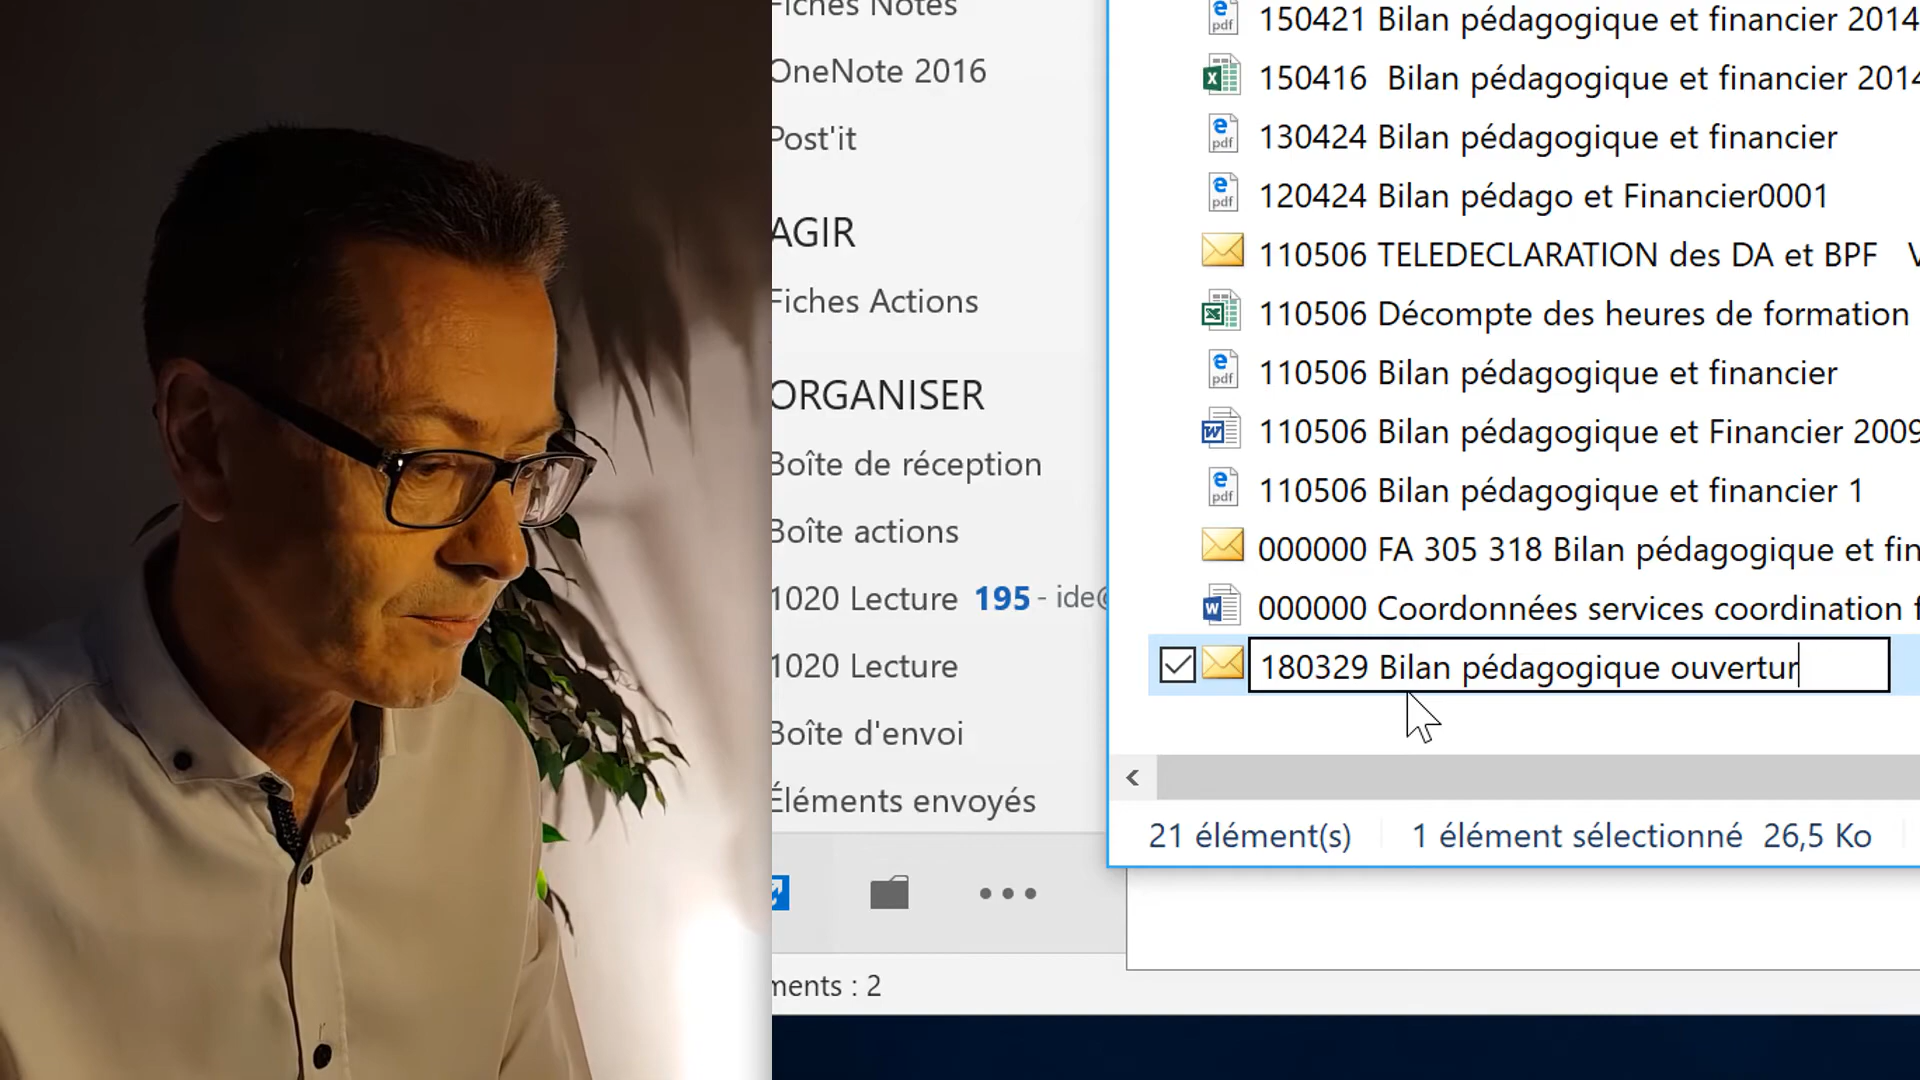 Fiches Notes
OneNote 2016
Post'it
AGIR
Fiches Actions
ORGANISER
Boîte de réception
Boîte actions
1020 Lecture 195 - ide@
1020 Lecture
Boîte d'envoi
Éléments envoyés
ments : 2
150421 Bilan pédagogique et financier 2014
150416 Bilan pédagogique et financier 2014
130424 Bilan pédagogique et financier
120424 Bilan pédago et Financier0001
110506 TELEDECLARATION des DA et BPF V
110506 Décompte des heures de formation
110506 Bilan pédagogique et financier
110506 Bilan pédagogique et Financier 2009
110506 Bilan pédagogique et financier 1
000000 FA 305 318 Bilan pédagogique et fin
000000 Coordonnées services coordination f
180329 Bilan pédagogique ouvertur
21 élément(s) 1 élément sélectionné 26,5 Ko